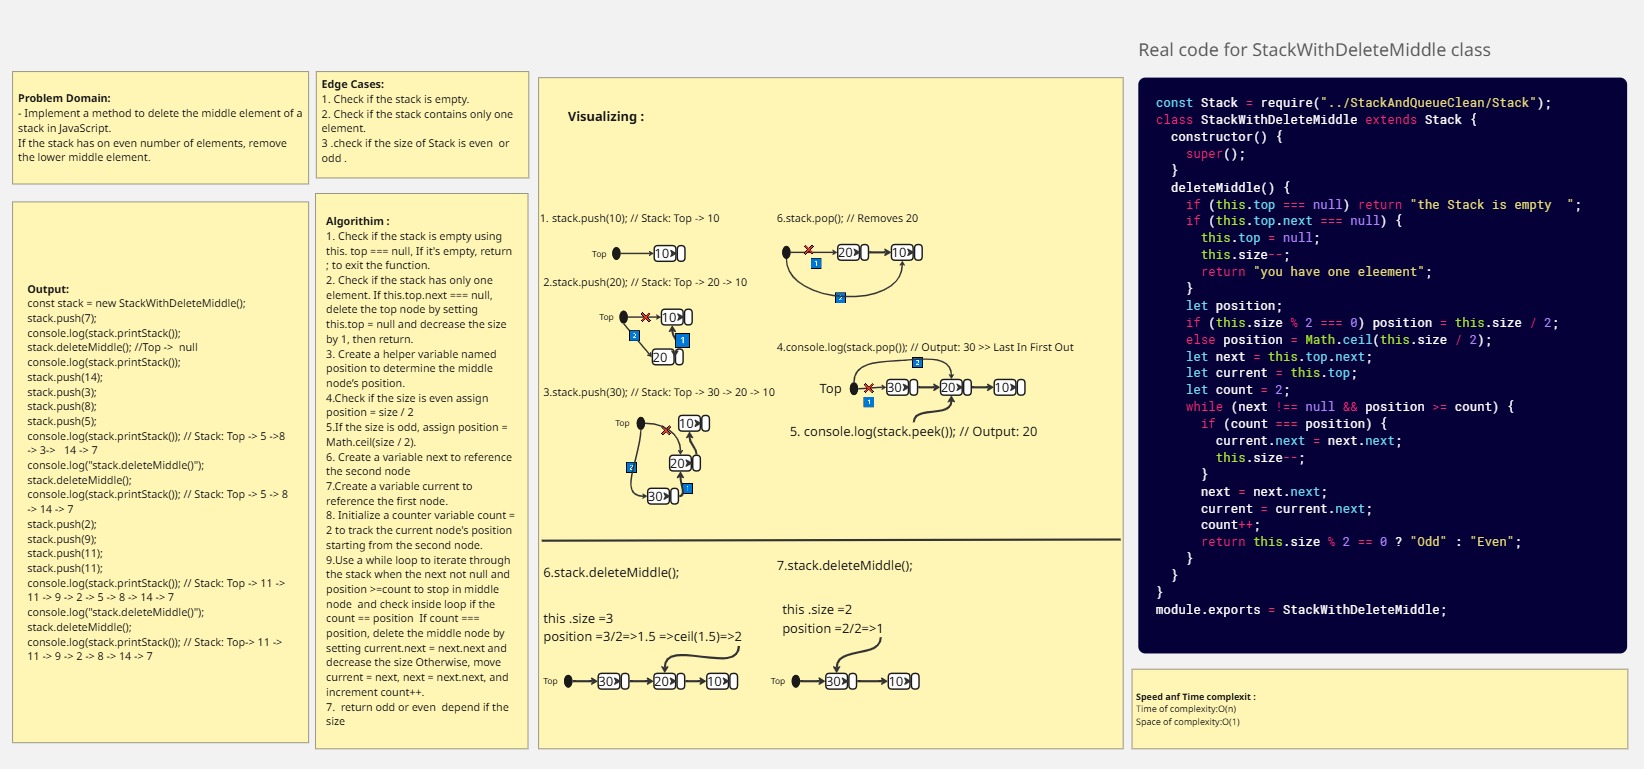 Real code for StackWithDeleteMiddle class
Problem Domain:
- Implement a method to delete the middle element of a
stack in JavaScript.
If the stack has on even number of elements, remove
the lower middle element.
Edge Cases:
1. Check if the stack is empty.
2. Check if the stack contains only one
element.
3 .check if the size of Stack is even  or
odd .
Output:
const stack = new StackWithDeleteMiddle();
stack.push(7);
console.log(stack.printStack());
stack.deleteMiddle(); //Top ->  null
console.log(stack.printStack());
stack.push(14);
stack.push(3);
stack.push(8);
stack.push(5);
console.log(stack.printStack()); // Stack: Top -> 5 ->8
-> 3->   14 -> 7
console.log("stack.deleteMiddle()");
stack.deleteMiddle();
console.log(stack.printStack()); // Stack: Top -> 5 -> 8
-> 14 -> 7
stack.push(2);
stack.push(9);
stack.push(11);
stack.push(11);
console.log(stack.printStack()); // Stack: Top -> 11 ->
11 -> 9 -> 2 -> 5 -> 8 -> 14 -> 7
console.log("stack.deleteMiddle()");
stack.deleteMiddle();
console.log(stack.printStack()); // Stack: Top-> 11 ->
11 -> 9 -> 2 -> 8 -> 14 -> 7
Algorithim :
1. Check if the stack is empty using
this. top === null, If it's empty, return
; to exit the function.
2. Check if the stack has only one
element. If this.top.next === null,
delete the top node by setting
this.top = null and decrease the size
by 1, then return.
3. Create a helper variable named
position to determine the middle
node's position.
4.Check if the size is even assign
position = size / 2
5.If the size is odd, assign position =
Math.ceil(size / 2).
6. Create a variable next to reference
the second node
7.Create a variable current to
reference the first node.
8. Initialize a counter variable count =
2 to track the current node's position
starting from the second node.
9.Use a while loop to iterate through
the stack when the next not null and
position >=count to stop in middle
node  and check inside loop if the
count == position  If count ===
position, delete the middle node by
setting current.next = next.next and
decrease the size Otherwise, move
current = next, next = next.next, and
increment count++.
7.  return odd or even  depend if the
size
Visualizing :
1. stack.push(10); // Stack: Top -> 10
Top
10
2.stack.push(20); // Stack: Top -> 20 -> 10
Top
10
2
1
20
3.stack.push(30); // Stack: Top -> 30 -> 20 -> 10
Top
10
20
2
1
30
6.stack.pop(); // Removes 20
20
10
1
2
4.console.log(stack.pop()); // Output: 30 >> Last In First Out
2
Top
30
20
10
1
5. console.log(stack.peek()); // Output: 20
6.stack.deleteMiddle();
this .size =3
position =3/2=>1.5 =>ceil(1.5)=>2
Top
30
20
10
7.stack.deleteMiddle();
this .size =2
position =2/2=>1
Top
30
10
const Stack = require("../StackAndQueueClean/Stack");
class StackWithDeleteMiddle extends Stack {
  constructor() {
    super();
  }
  deleteMiddle() {
    if (this.top === null) return "the Stack is empty  ";
    if (this.top.next === null) {
      this.top = null;
      this.size--;
      return "you have one eleement";
    }
    let position;
    if (this.size % 2 === 0) position = this.size / 2;
    else position = Math.ceil(this.size / 2);
    let next = this.top.next;
    let current = this.top;
    let count = 2;
    while (next !== null && position >= count) {
      if (count === position) {
        current.next = next.next;
        this.size--;
      }
      next = next.next;
      current = current.next;
      count++;
      return this.size % 2 == 0 ? "Odd" : "Even";
    }
  }
}
module.exports = StackWithDeleteMiddle;
Speed anf Time complexit :
Time of complexity:O(n)
Space of complexity:O(1)